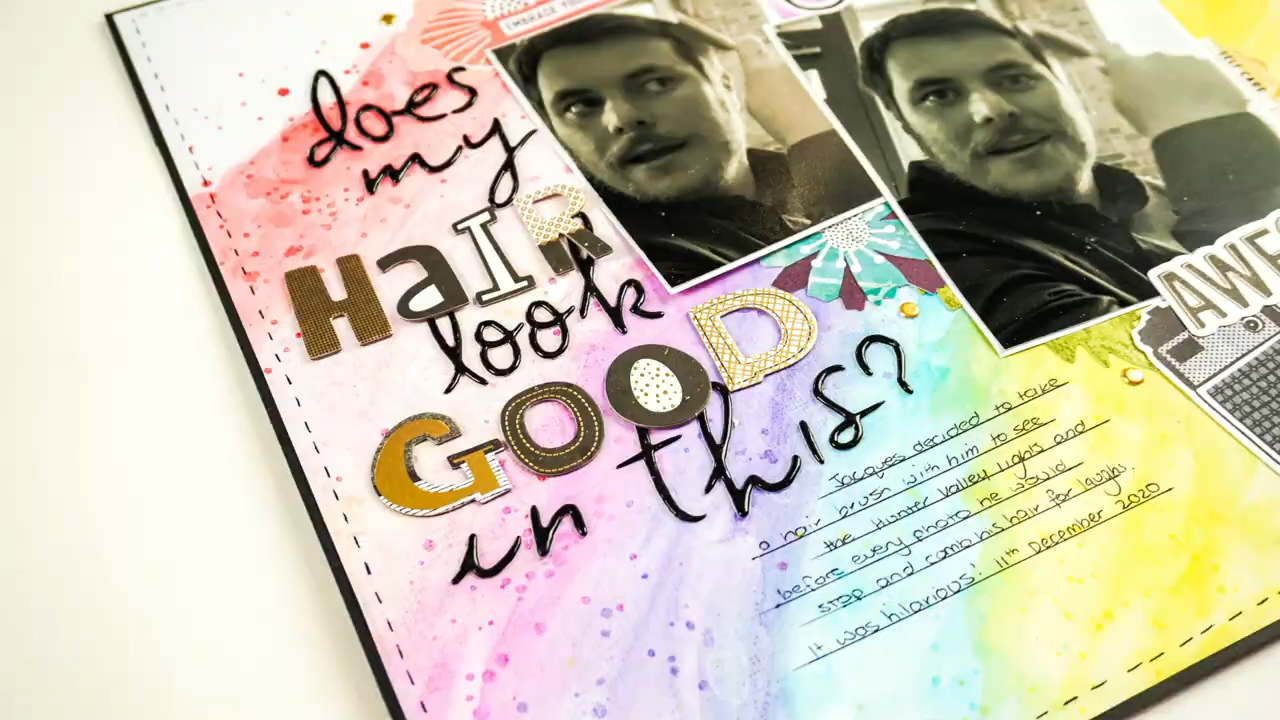 EMBRACE YOUR
does
my
HaIR
look
GOOD
in this?
AWE
Jacques decided to take
a hair brush with him to see
the Hunter Valley Lights and
before every photo he would
stop and comb his hair for laughs.
It was hilarious! 11th December 2020